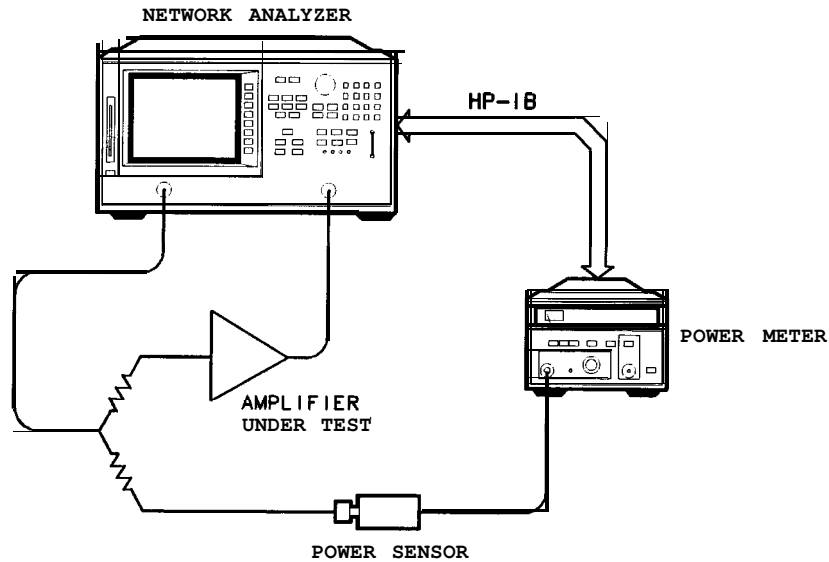 NETWORK ANALYZER
HP-IB
POWER METER
AMPLIFIER
UNDER TEST
POWER SENSOR